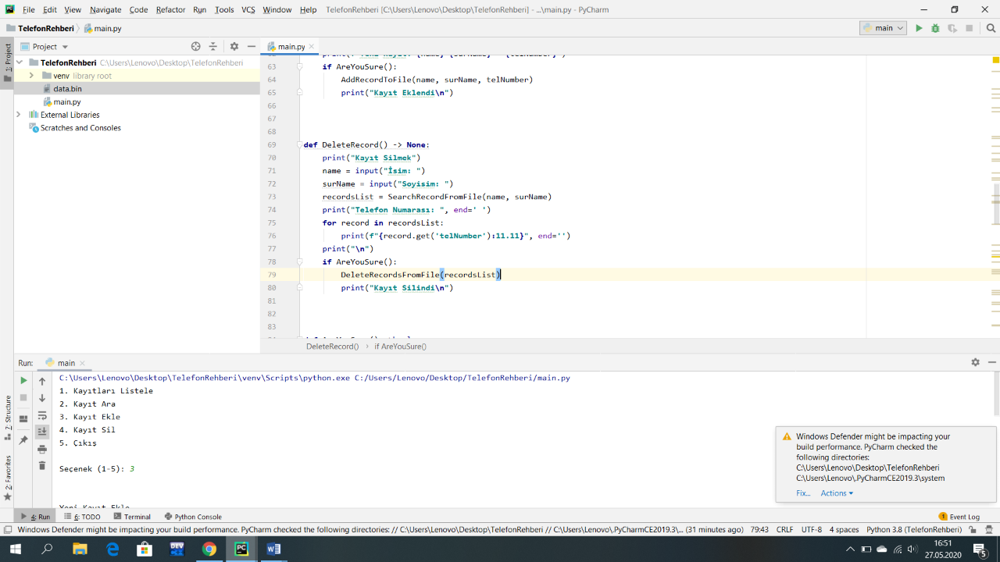 File Edit View Navigate Code Refactor Run Tools VCS Window Help TelefonRehberi [C:\Users\Lenovo\Desktop\TelefonRehberi] - ...\main.py - PyCharm
TelefonRehberi main.py main
1: Project
Project
main.py
TelefonRehberi C:\Users\Lenovo\Desktop\TelefonRehberi
venv library root
data.bin
main.py
External Libraries
Scratches and Consoles
63 if AreYouSure():
64 AddRecordToFile(name, surName, telNumber)
65 print("Kayıt Eklendi\n")
66
67
68
69 def DeleteRecord() -> None:
70 print("Kayıt Silmek")
71 name = input("İsim: ")
72 surName = input("Soyisim: ")
73 recordsList = SearchRecordFromFile(name, surName)
74 print("Telefon Numarası: ", end=' ')
75 for record in recordsList:
76 print(f"{record.get('telNumber'):11.11}", end='')
77 print("\n")
78 if AreYouSure():
79 DeleteRecordsFromFile(recordsList)
80 print("Kayıt Silindi\n")
81
82
83
DeleteRecord() › if AreYouSure()
Run: main
C:\Users\Lenovo\Desktop\TelefonRehberi\venv\Scripts\python.exe C:/Users/Lenovo/Desktop/TelefonRehberi/main.py
1. Kayıtları Listele
2. Kayıt Ara
3. Kayıt Ekle
4. Kayıt Sil
5. Çıkış
Seçenek (1-5): 3
Yeni Kayıt Ekle
7: Structure
2: Favorites
Windows Defender might be impacting your
build performance. PyCharm checked the
following directories:
C:\Users\Lenovo\Desktop\TelefonRehberi
C:\Users\Lenovo\.PyCharmCE2019.3\system
Fix... Actions
4: Run 6: TODO Terminal Python Console 1 Event Log
Windows Defender might be impacting your build performance. PyCharm checked the following directories: // C:\Users\Lenovo\Desktop\TelefonRehberi // C:\Users\Lenovo\.PyCharmCE2019.3\... (31 minutes ago) 79:43 CRLF UTF-8 4 spaces Python 3.8 (TelefonRehberi)
DEV
PC
W
16:51
27.05.2020
5